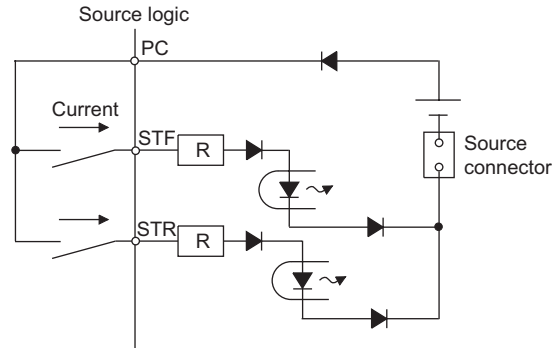 Source logic
PC
Current
STF
R
Source
connector
STR
R